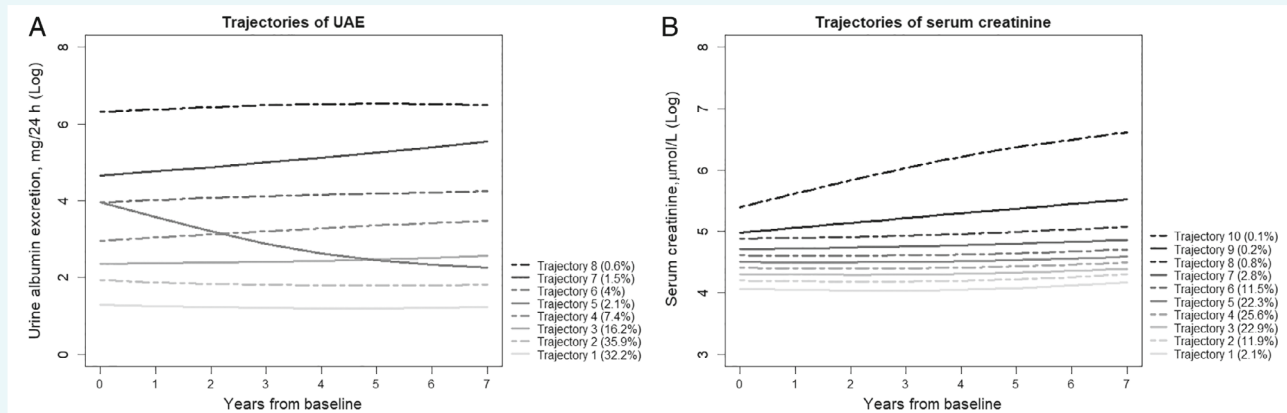 A
Trajectories of UAE
Urine albumin excretion, mg/24 h (Log)
8
6
4
2
0
0 1 2 3 4 5 6 7
Years from baseline
Trajectory 8 (0.6%)
Trajectory 7 (1.5%)
Trajectory 6 (4%)
Trajectory 5 (2.1%)
Trajectory 4 (7.4%)
Trajectory 3 (16.2%)
Trajectory 2 (35.9%)
Trajectory 1 (32.2%)
B
Trajectories of serum creatinine
Serum creatinine,μmol/L (Log)
8
7
6
5
4
3
0 1 2 3 4 5 6 7
Years from baseline
Trajectory 10 (0.1%)
Trajectory 9 (0.2%)
Trajectory 8 (0.8%)
Trajectory 7 (2.8%)
Trajectory 6 (11.5%)
Trajectory 5 (22.3%)
Trajectory 4 (25.6%)
Trajectory 3 (22.9%)
Trajectory 2 (11.9%)
Trajectory 1 (2.1%)